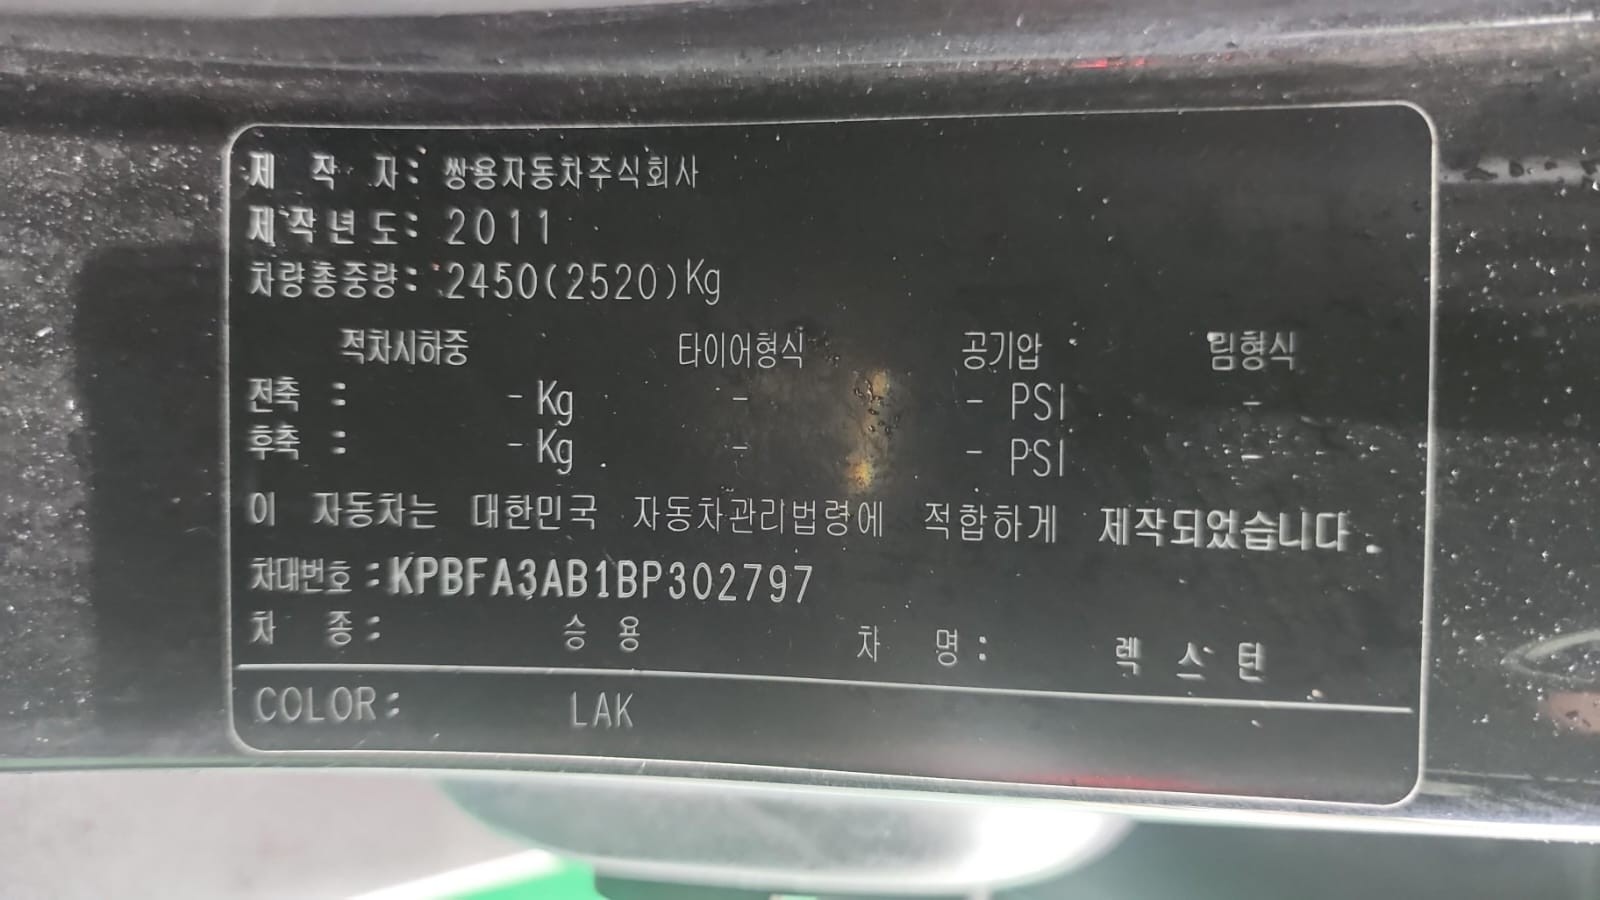 제 작 자: 쌍용자동차주식회사
제작년도: 2011
차량총중량: 2450(2520)Kg
적차시하중 타이어형식 공기압 림형식
전축 : - Kg - - PSI -
후축 : - Kg - - PSI -
이 자동차는 대한민국 자동차관리법령에 적합하게 제작되었습니다.
차대번호:KPBFA3AB1BP302797
차 종: 승 용 차 명: 렉 스 턴
COLOR: LAK